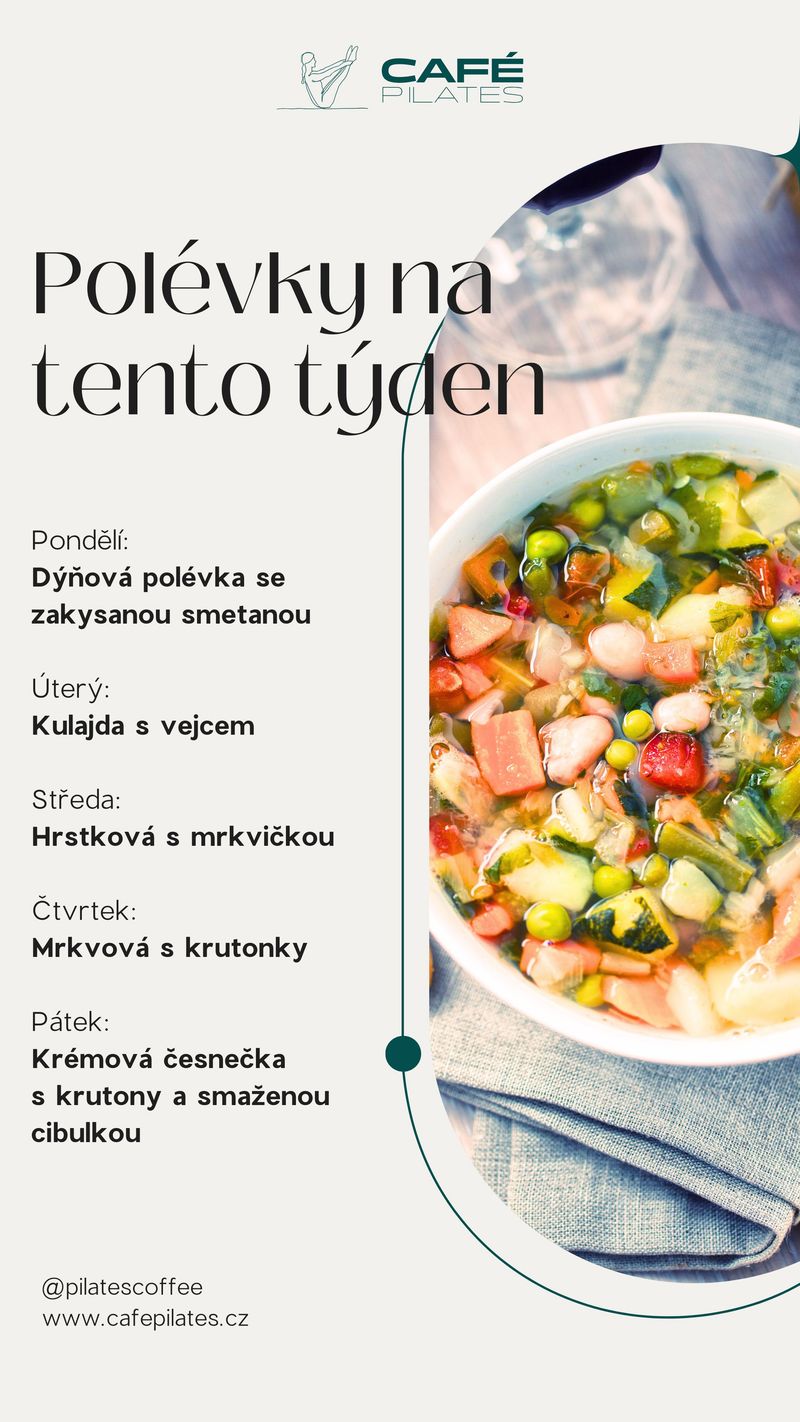 CAFÉ
PILATES
Polévky na
tento týden
Pondělí:
Dýňová polévka se
zakysanou smetanou
Úterý:
Kulajda s vejcem
Středa:
Hrstková s mrkvičkou
Čtvrtek:
Mrkvová s krutonky
Pátek:
Krémová česnečka
s krutony a smaženou
cibulkou
@pilatescoffee
www.cafepilates.cz